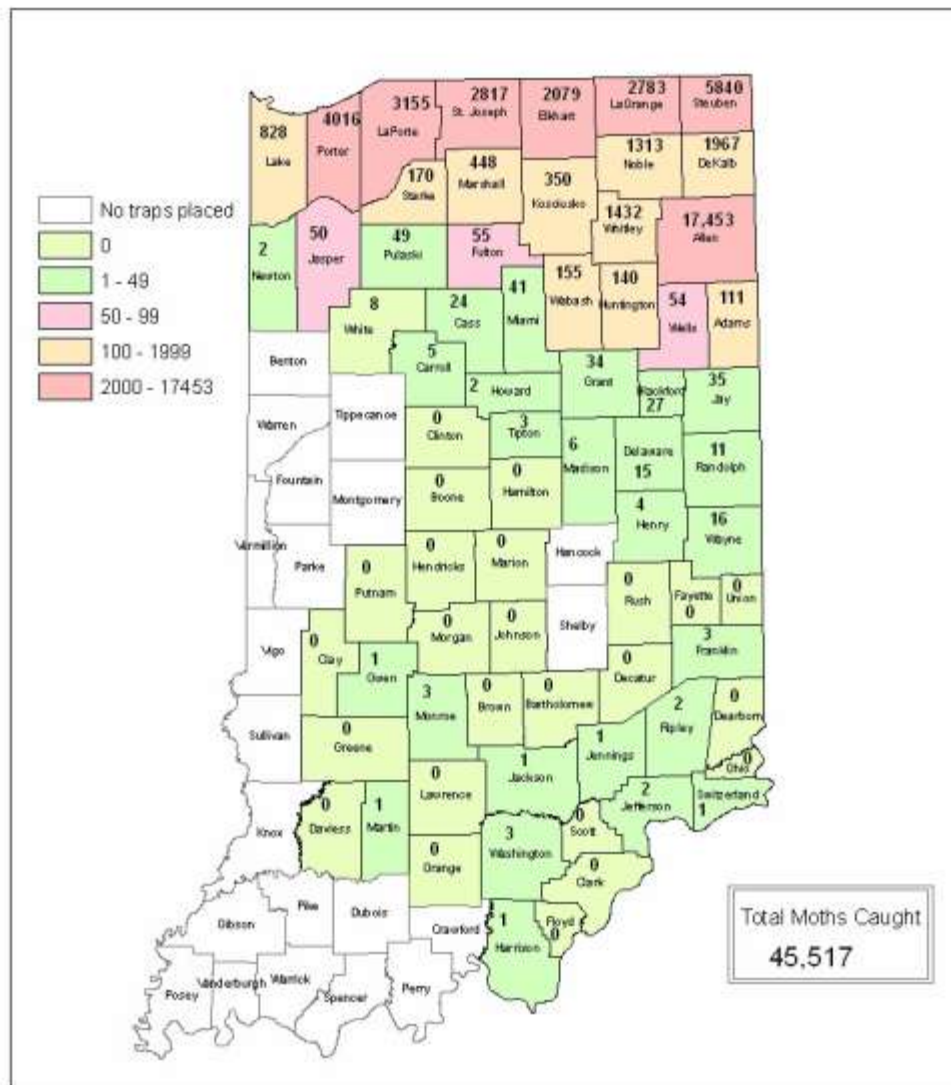 828
Lake
4016
Porter
3155
LaPorte
2817
St. Joseph
2079
Elkhart
2783
LaGrange
5840
Steuben
170
Starke
448
Marshall
350
Kosciusko
1313
Noble
1967
DeKalb
1432
Whitley
17,453
Allen
No traps placed
0
1 - 49
50 - 99
100 - 1999
2000 - 17453
2
Newton
50
Jasper
49
Pulaski
55
Fulton
155
Wabash
140
Huntington
54
Wells
111
Adams
8
White
24
Cass
41
Miami
Benton
5
Carroll
2
Howard
34
Grant
Blackford
27
35
Jay
Warren
Tippecanoe
0
Clinton
3
Tipton
6
Madison
Delaware
15
11
Randolph
Fountain
Montgomery
0
Boone
0
Hamilton
4
Henry
16
Wayne
Vermillion
Parke
0
Putnam
0
Hendricks
0
Marion
Hancock
0
Rush
Fayette
0
0
Union
Vigo
0
Clay
1
Owen
0
Morgan
0
Johnson
Shelby
0
Decatur
3
Franklin
Sullivan
0
Greene
3
Monroe
0
Brown
0
Bartholomew
1
Jennings
2
Ripley
0
Dearborn
0
Ohio
Knox
0
Daviess
1
Martin
0
Lawrence
1
Jackson
2
Jefferson
Switzerland
1
0
Orange
3
Washington
0
Scott
0
Clark
Gibson
Pike
Dubois
Crawford
1
Harrison
Floyd
0
Posey
Vanderburgh
Warrick
Spencer
Perry
Total Moths Caught
45,517